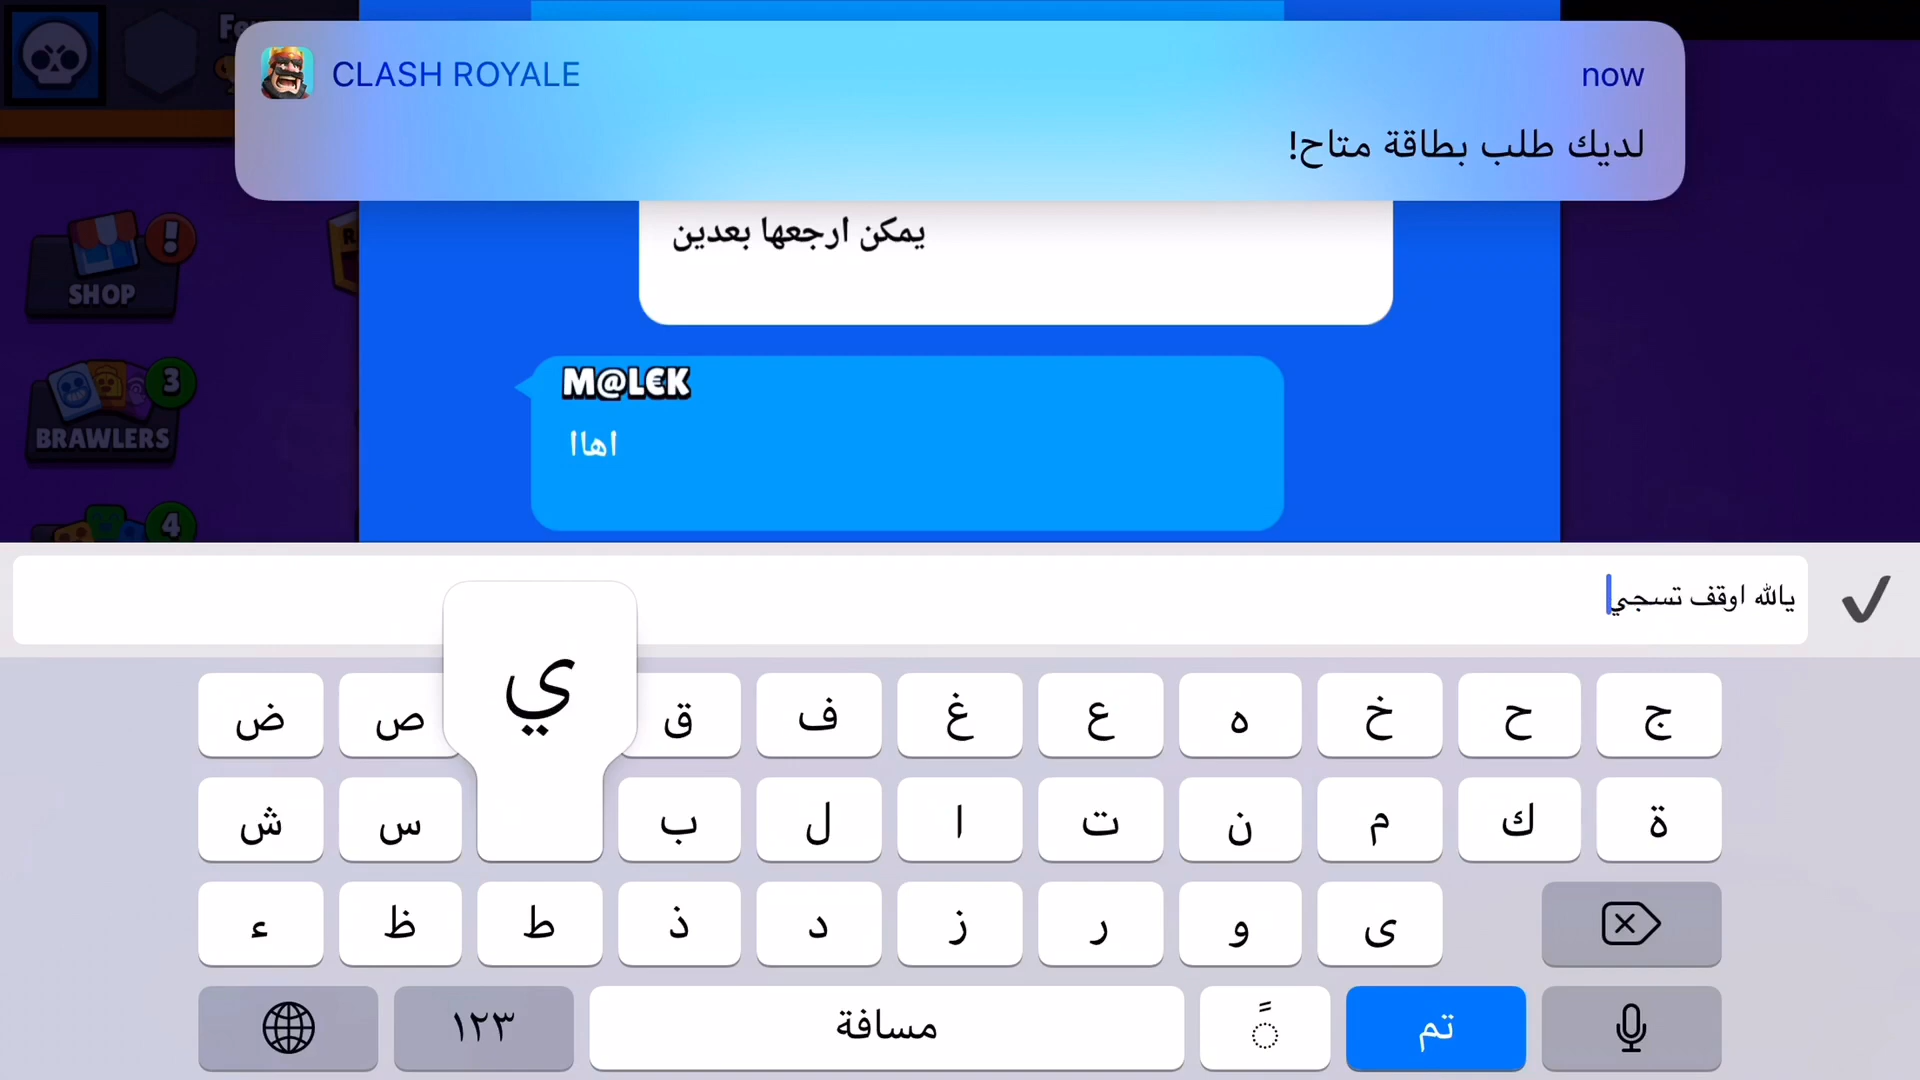 CLASH ROYALE
now
لديك طلب بطاقة متاح!
يمكن ارجعها بعدين
SHOP
!
M@L€K
اهاا
3
BRAWLERS
4
يالله اوقف تسجي
ي
ض ص ق ف غ ع ه خ ح ج
ش س ب ل ا ت ن م ك ة
ء ظ ط ذ د ز ر و ى
١٢٣ مسافة تم